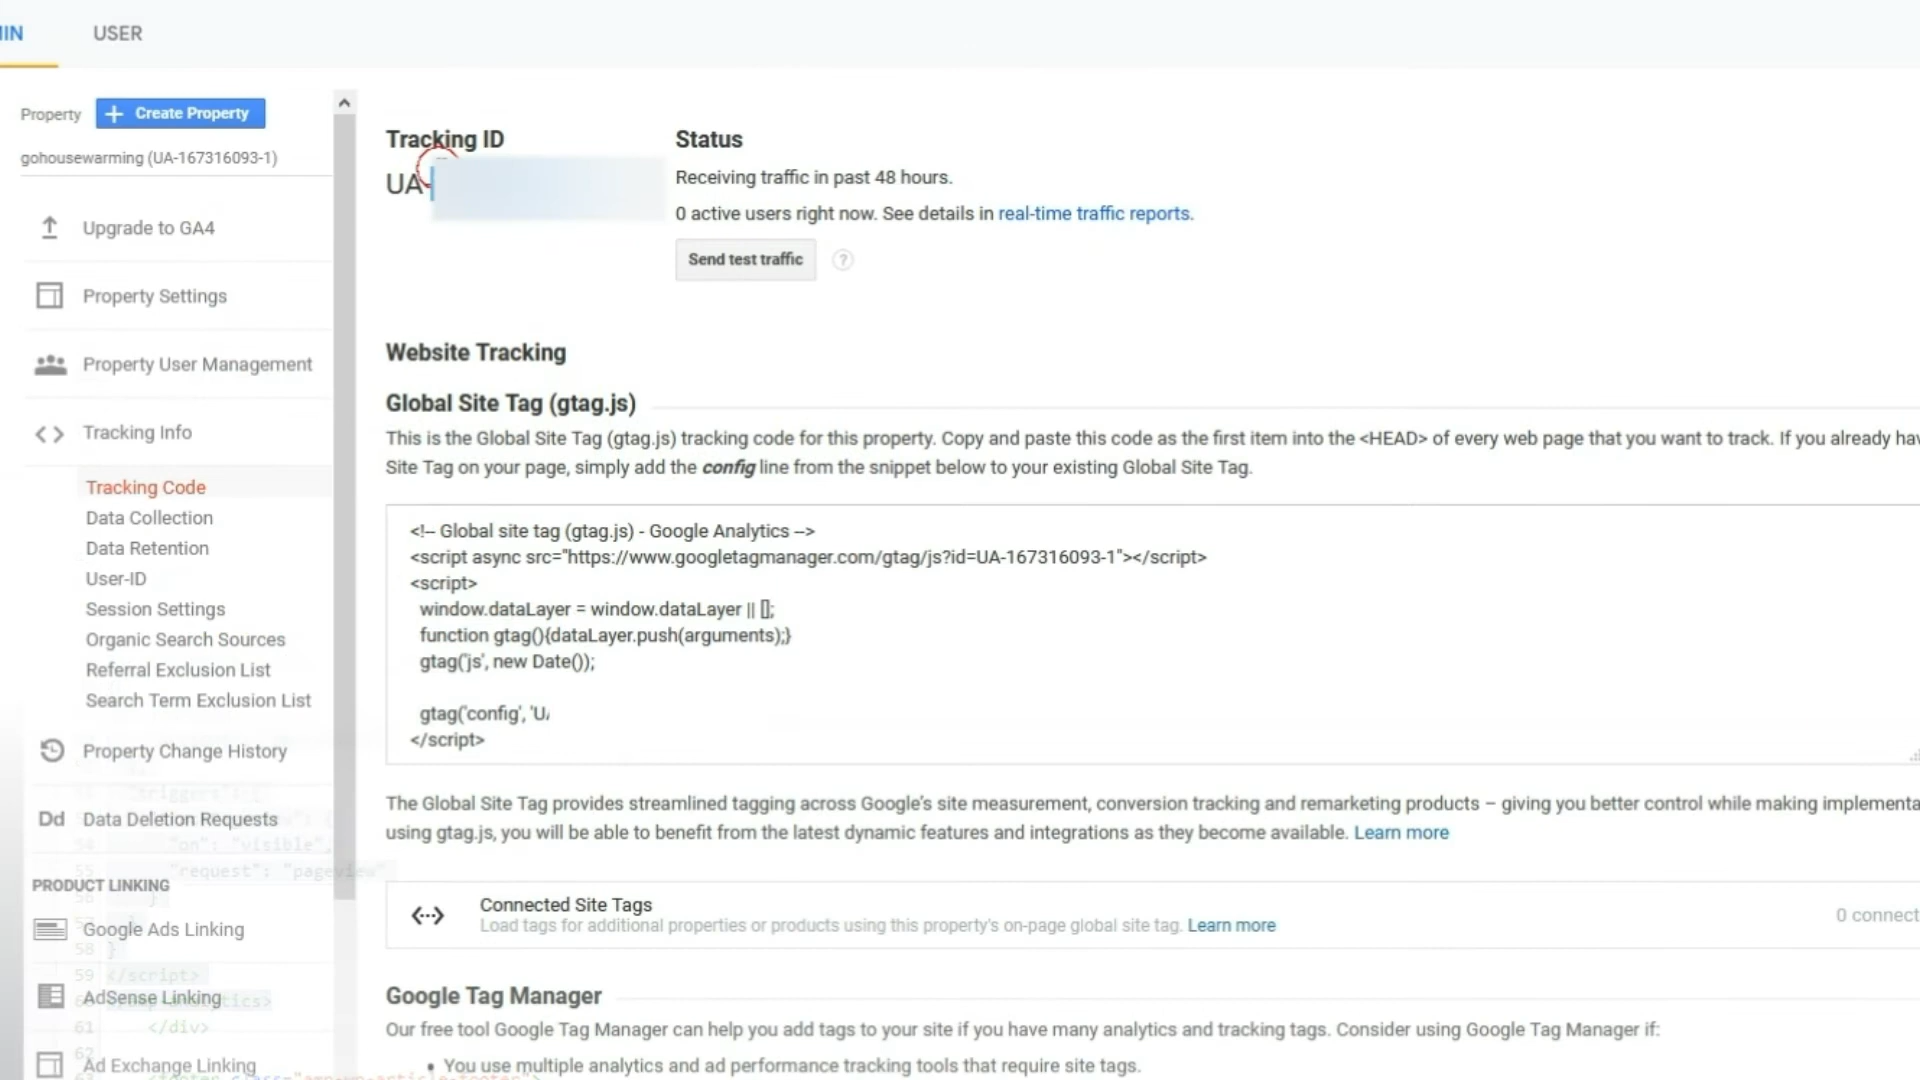 IN USER
Property + Create Property
gohousewarming (UA-167316093-1)
Upgrade to GA4
Property Settings
Property User Management
Tracking Info
Tracking Code
Data Collection
Data Retention
User-ID
Session Settings
Organic Search Sources
Referral Exclusion List
Search Term Exclusion List
Property Change History
Dd Data Deletion Requests
54 "on": "visible",
55 "request": "pageview"
56
PRODUCT LINKING
Google Ads Linking
58 }
59 </script>
AdSense Linking
61 </div>
62
Ad Exchange Linking
Tracking ID
UA-
Status
Receiving traffic in past 48 hours.
0 active users right now. See details in real-time traffic reports.
Send test traffic ?
Website Tracking
Global Site Tag (gtag.js)
This is the Global Site Tag (gtag.js) tracking code for this property. Copy and paste this code as the first item into the <HEAD> of every web page that you want to track. If you already hav
Site Tag on your page, simply add the config line from the snippet below to your existing Global Site Tag.
<!-- Global site tag (gtag.js) - Google Analytics -->
<script async src="https://www.googletagmanager.com/gtag/js?id=UA-167316093-1"></script>
<script>
window.dataLayer = window.dataLayer || [];
function gtag(){dataLayer.push(arguments);}
gtag('js', new Date());
gtag('config', 'UA
</script>
The Global Site Tag provides streamlined tagging across Google's site measurement, conversion tracking and remarketing products – giving you better control while making implementa
using gtag.js, you will be able to benefit from the latest dynamic features and integrations as they become available. Learn more
Connected Site Tags
Load tags for additional properties or products using this property's on-page global site tag. Learn more
0 connect
Google Tag Manager
Our free tool Google Tag Manager can help you add tags to your site if you have many analytics and tracking tags. Consider using Google Tag Manager if:
• You use multiple analytics and ad performance tracking tools that require site tags.